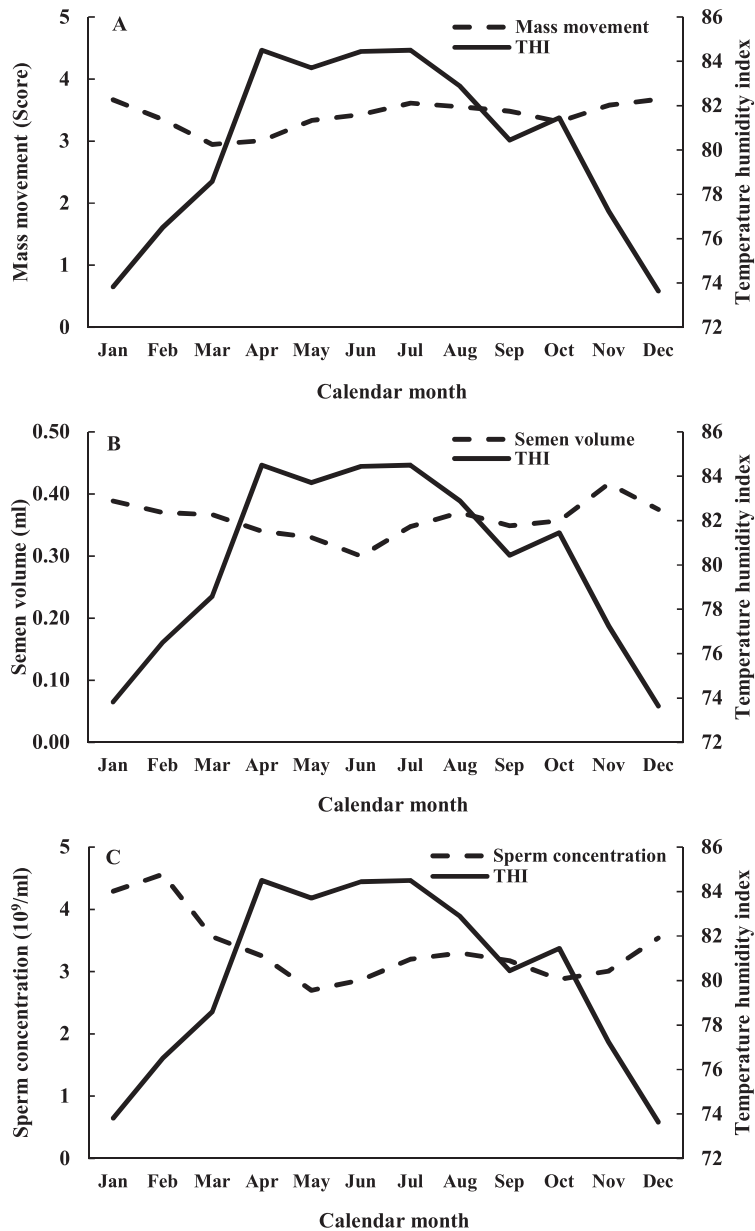 A
Mass movement
THI
Mass movement (Score)
5
4
3
2
1
0
86
84
82
80
78
76
74
72
Temperature humidity index
Jan Feb Mar Apr May Jun Jul Aug Sep Oct Nov Dec
Calendar month
B
Semen volume
THI
Semen volume (ml)
0.50
0.40
0.30
0.20
0.10
0.00
86
84
82
80
78
76
74
72
Temperature humidity index
Jan Feb Mar Apr May Jun Jul Aug Sep Oct Nov Dec
Calendar month
C
Sperm concentration
THI
Sperm concentration (10⁹/ml)
5
4
3
2
1
0
86
84
82
80
78
76
74
72
Temperature humidity index
Jan Feb Mar Apr May Jun Jul Aug Sep Oct Nov Dec
Calendar month